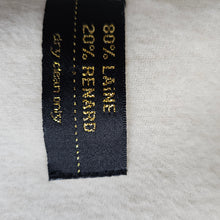 80% LAINE
20% RENARD
dry clean only